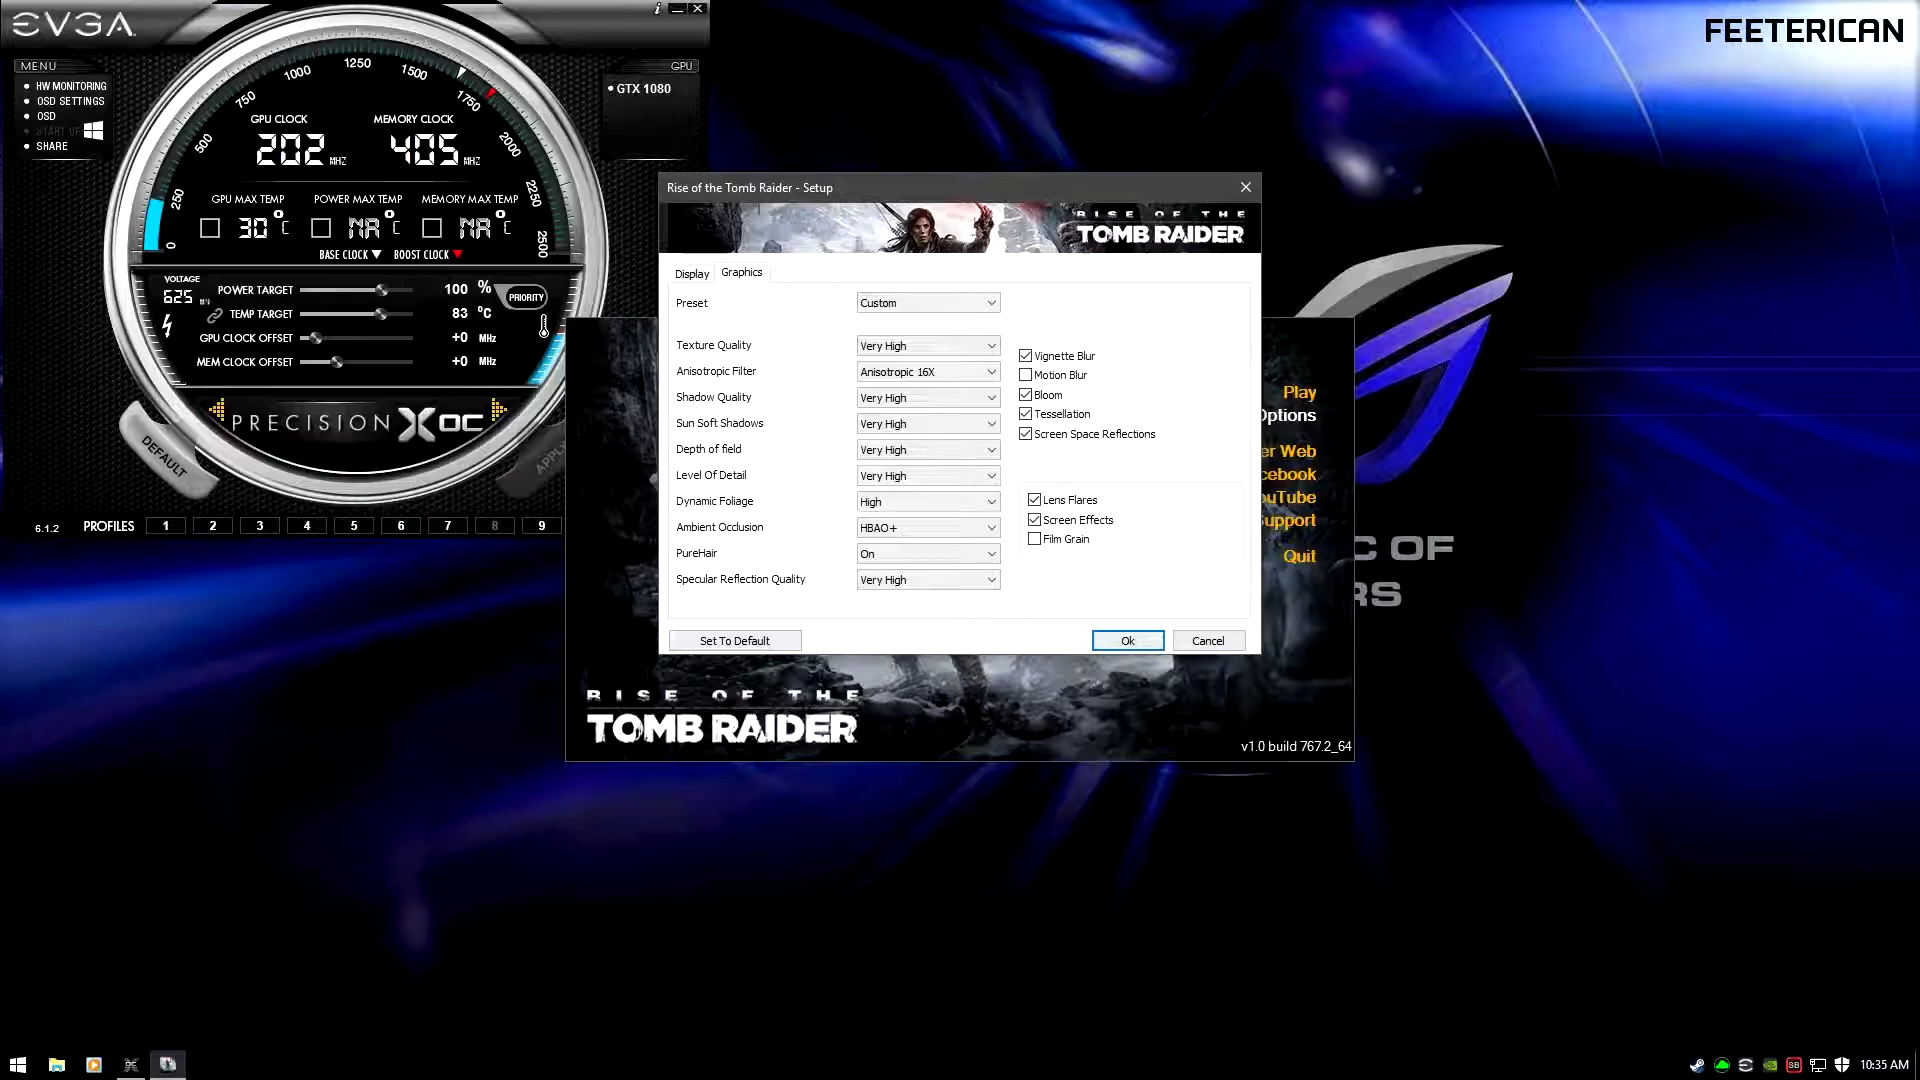 EVGA
i
FEETERICAN
MENU
HW MONITORING
OSD SETTINGS
OSD
START UP
SHARE
GPU
GTX 1080
0
250
500
750
1000
1250
1500
1750
2000
2250
2500
GPU CLOCK
MEMORY CLOCK
202 MHZ
405 MHZ
GPU MAX TEMP
POWER MAX TEMP
MEMORY MAX TEMP
30 °C
NA °C
NA °C
BASE CLOCK
BOOST CLOCK
VOLTAGE
625
POWER TARGET
100 %
PRIORITY
TEMP TARGET
83 °C
GPU CLOCK OFFSET
+0 MHz
MEM CLOCK OFFSET
+0 MHz
PRECISION XOC
DEFAULT
6.1.2
PROFILES
1 2 3 4 5 6 7 8 9
Rise of the Tomb Raider - Setup
RISE OF THE
TOMB RAIDER
Display
Graphics
Preset
Custom
Texture Quality
Very High
Anisotropic Filter
Anisotropic 16X
Shadow Quality
Very High
Sun Soft Shadows
Very High
Depth of field
Very High
Level Of Detail
Very High
Dynamic Foliage
High
Ambient Occlusion
HBAO+
PureHair
On
Specular Reflection Quality
Very High
Vignette Blur
Motion Blur
Bloom
Tessellation
Screen Space Reflections
Lens Flares
Screen Effects
Film Grain
Set To Default
Ok
Cancel
Play
Options
er Web
cebook
ouTube
Support
Quit
C OF
RS
RISE OF THE
TOMB RAIDER
v1.0 build 767.2_64
10:35 AM